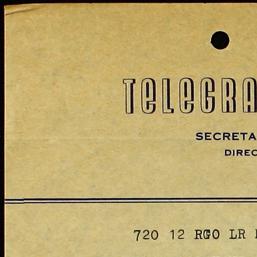 TELEGRA
SECRETA
DIREC
720 12 RGO LR